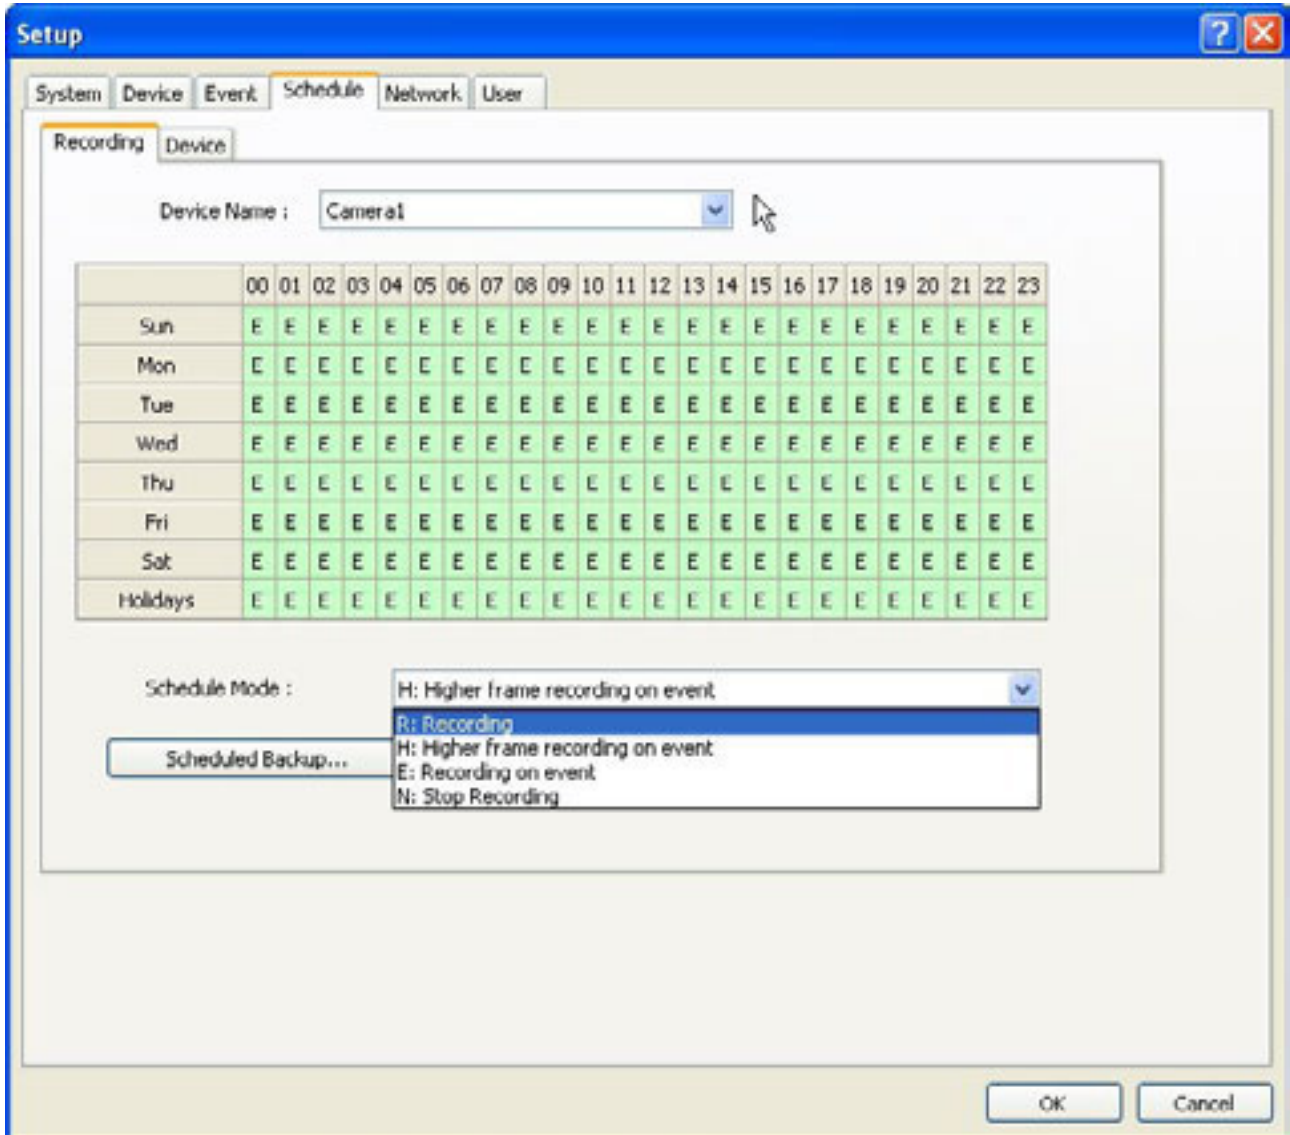 Setup
System Device Event Schedule Network User
Recording Device
Device Name : Camera1
00 01 02 03 04 05 06 07 08 09 10 11 12 13 14 15 16 17 18 19 20 21 22 23
Sun E E E E E E E E E E E E E E E E E E E E E E E E
Mon E E E E E E E E E E E E E E E E E E E E E E E E
Tue E E E E E E E E E E E E E E E E E E E E E E E E
Wed E E E E E E E E E E E E E E E E E E E E E E E E
Thu E E E E E E E E E E E E E E E E E E E E E E E E
Fri E E E E E E E E E E E E E E E E E E E E E E E E
Sat E E E E E E E E E E E E E E E E E E E E E E E E
Holidays E E E E E E E E E E E E E E E E E E E E E E E E
Schedule Mode : H: Higher frame recording on event
R: Recording
H: Higher frame recording on event
Scheduled Backup...
E: Recording on event
N: Stop Recording
OK Cancel